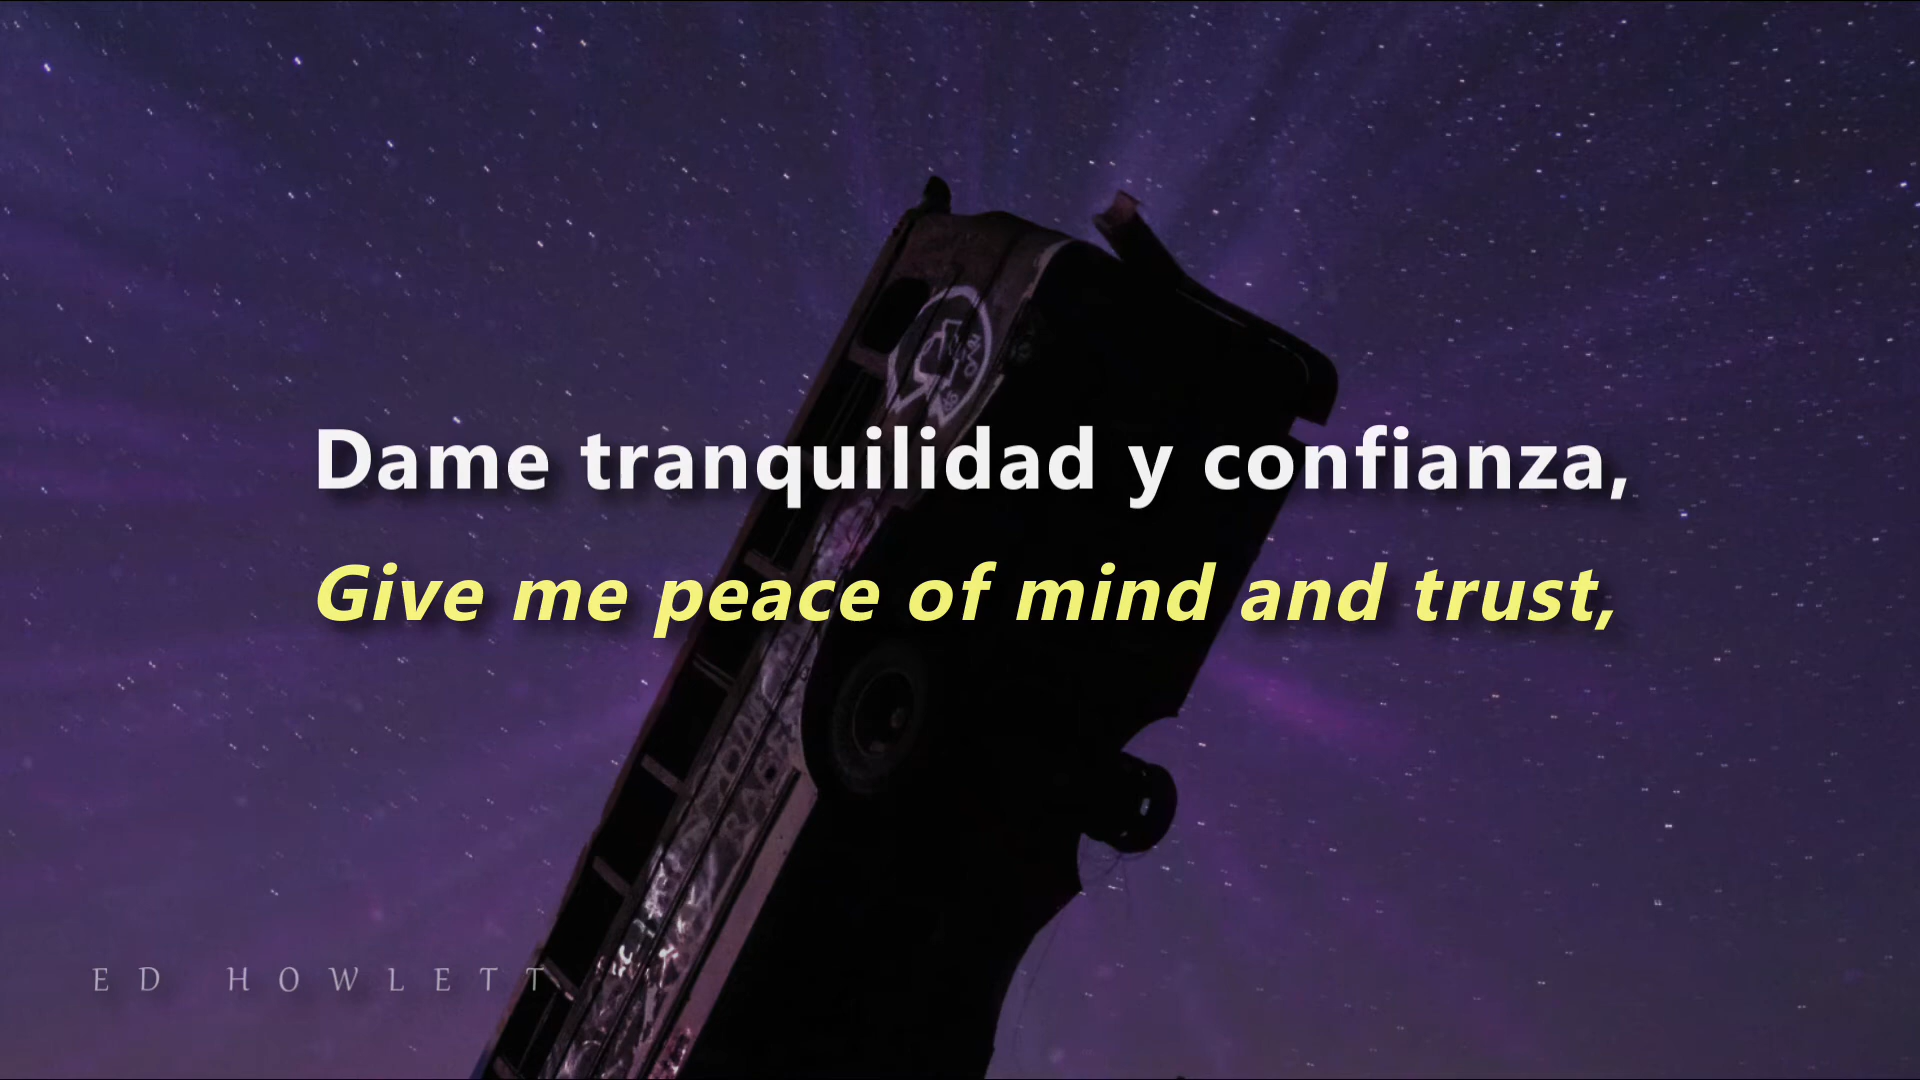 Dame tranquilidad y confianza,
Give me peace of mind and trust,
ED HOWLETT